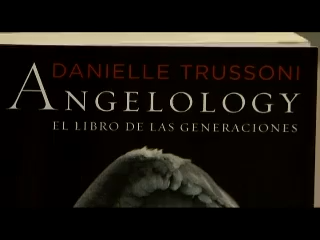 DANIELLE TRUSSONI
ANGELOLOGY
EL LIBRO DE LAS GENERACIONES